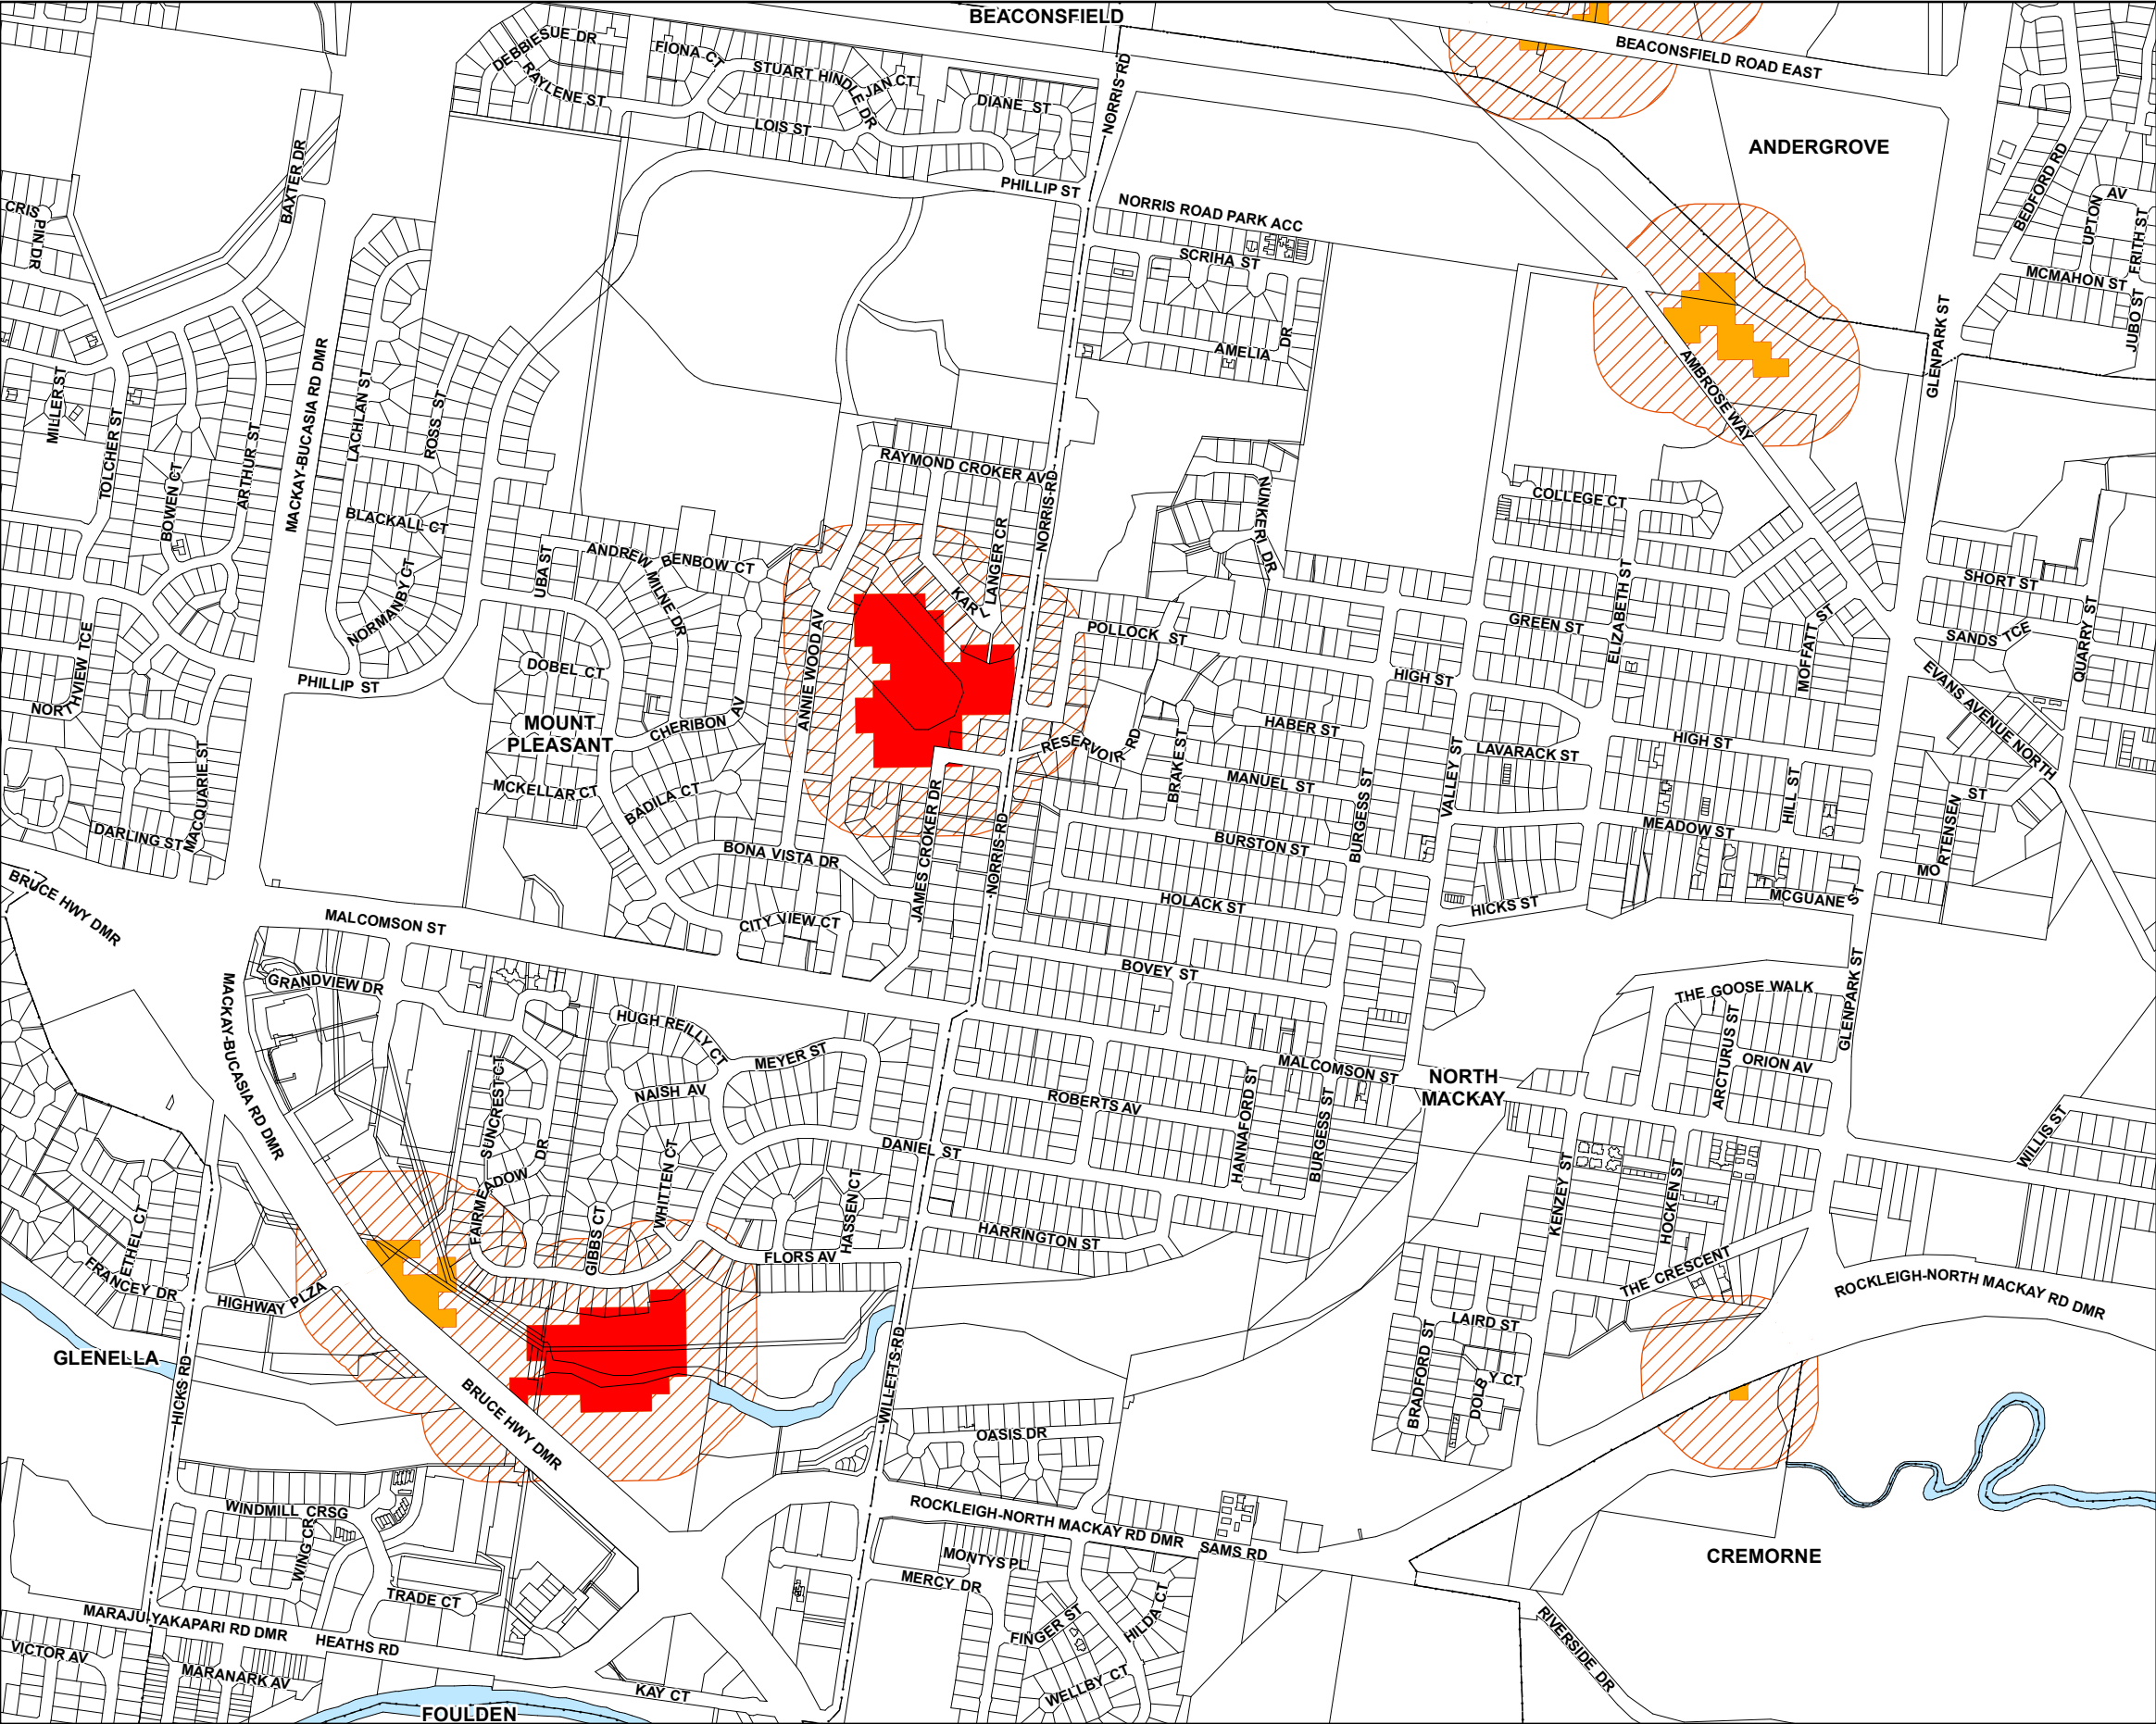 BEACONSFIELD
DEBBIESUE DR
FIONA CT
STUART HINDLE DR
JAN CT
RAYLENE ST
DIANE ST
LOIS ST
NORRIS RD
BEACONSFIELD ROAD EAST
ANDERGROVE
BEDFORD RD
UPTON
AV
FRITH ST
MCMAHON ST
JUBO ST
BAXTER DR
CRIS
PIN DR
PHILLIP ST
NORRIS ROAD PARK ACC
SCRIHA ST
AMELIA
DR
GLENPARK ST
AMBROSE WAY
MILLER ST
TOLCHER ST
BOWEN CT
ARTHUR ST
MACKAY-BUCASIA RD DMR
LACHLAN ST
ROSS ST
BLACKALL CT
NORMANBY CT
RAYMOND CROKER AV
NORRIS RD
LANGER CR
KARL
NUNKERI DR
COLLEGE CT
UBA ST
ANDREW MILNE DR
BENBOW CT
SHORT ST
ELIZABETH ST
GREEN ST
POLLOCK ST
MOFFATT ST
SANDS TCE
QUARRY ST
NORTHVIEW TCE
DOBEL CT
PHILLIP ST
ANNIE WOOD AV
HIGH ST
EVANS AVENUE NORTH
MOUNT
PLEASANT
CHERIBON AV
HABER ST
RESERVOIR RD
HIGH ST
LAVARACK ST
MACQUARIE ST
MCKELLAR CT
BADILA CT
BRAKE ST
MANUEL ST
BURGESS ST
VALLEY ST
HILL ST
ST
MORTENSEN
DARLING ST
BONA VISTA DR
JAMES CROKER DR
NORRIS RD
BURSTON ST
MEADOW ST
BRUCE HWY DMR
MALCOMSON ST
CITY VIEW CT
HOLACK ST
HICKS ST
MCGUANE ST
GRANDVIEW DR
MACKAY-BUCASIA RD DMR
BOVEY ST
THE GOOSE WALK
GLENPARK ST
HUGH REILLY CT
MEYER ST
SUNCREST CT
NAISH AV
MALCOMSON ST
NORTH
MACKAY
ARCTURUS ST
ORION AV
ROBERTS AV
HANNAFORD ST
BURGESS ST
DANIEL ST
WILLIS ST
FAIRMEADOW DR
GIBBS CT
WHITTEN CT
HASSEN CT
KENZEY ST
HOCKEN ST
ETHEL CT
FRANCEY DR
HIGHWAY PLZA
FLORS AV
HARRINGTON ST
THE CRESCENT
ROCKLEIGH-NORTH MACKAY RD DMR
LAIRD ST
GLENELLA
HICKS RD
BRUCE HWY DMR
WILLETTS RD
BRADFORD ST
DOLBY CT
OASIS DR
WINDMILL CRSG
WING CR
ROCKLEIGH-NORTH MACKAY RD DMR
SAMS RD
CREMORNE
MONTYS PL
MERCY DR
TRADE CT
MARAJU-YAKAPARI RD DMR
HEATHS RD
FINGER ST
HILDA CT
RIVERSIDE DR
VICTOR AV
MARANARK AV
KAY CT
WELLBY CT
FOULDEN